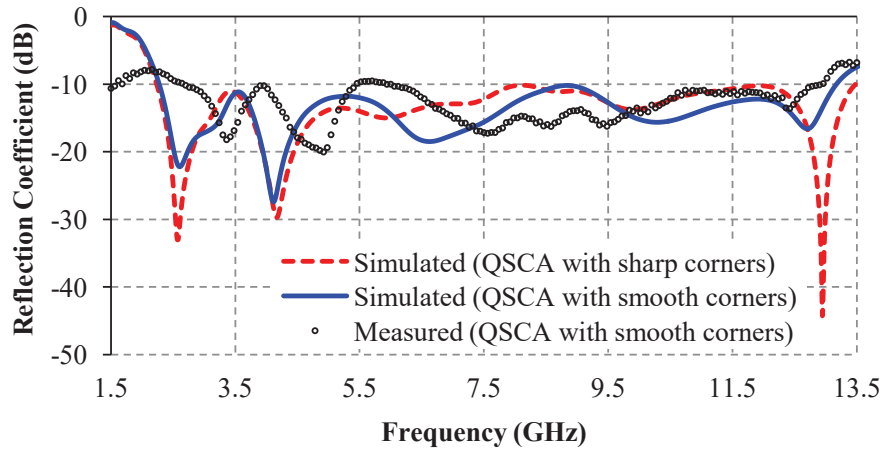 0
-10
-20
-30
-40
-50
Reflection Coefficient (dB)
Simulated (QSCA with sharp corners)
Simulated (QSCA with smooth corners)
Measured (QSCA with smooth corners)
1.5 3.5 5.5 7.5 9.5 11.5 13.5
Frequency (GHz)